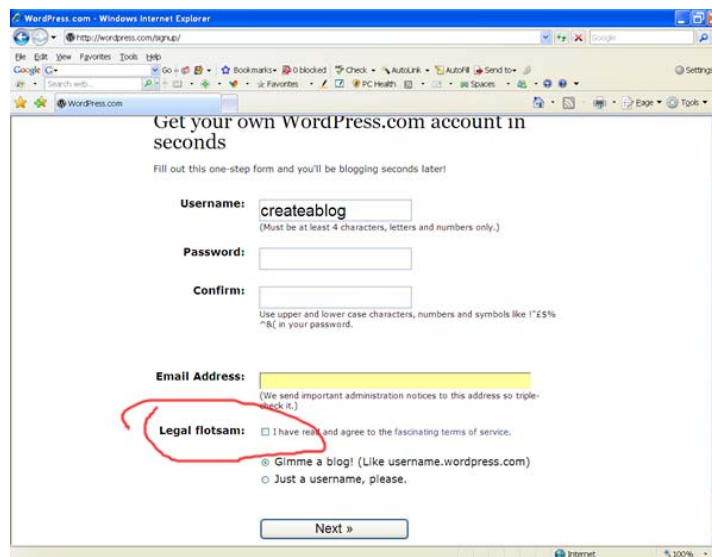 WordPress.com - Windows Internet Explorer
http://wordpress.com/signup/
Google
File Edit View Favorites Tools Help
Google G Go Bookmarks 0 blocked Check AutoLink AutoFill Send to Settings
Search web... Favorites PC Health Spaces
WordPress.com Page Tools
Get your own WordPress.com account in
seconds
Fill out this one-step form and you'll be blogging seconds later!
Username: createablog
(Must be at least 4 characters, letters and numbers only.)
Password:
Confirm:
Use upper and lower case characters, numbers and symbols like !"£$%
^&( in your password.
Email Address:
(We send important administration notices to this address so triple-
check it.)
Legal flotsam: I have read and agree to the fascinating terms of service.
Gimme a blog! (Like username.wordpress.com)
Just a username, please.
Next »
Internet 100%